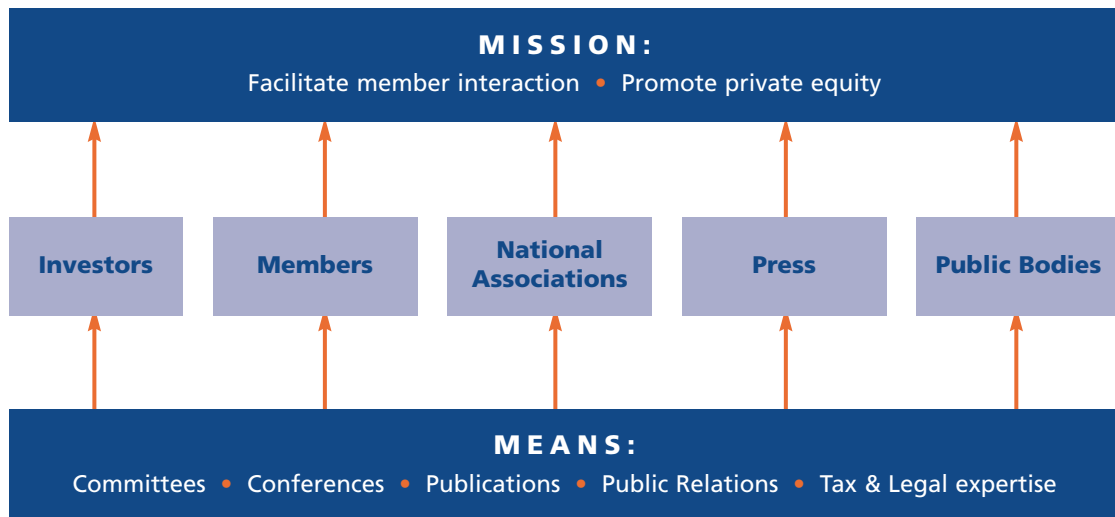 MISSION:
Facilitate member interaction • Promote private equity
Investors
Members
National
Associations
Press
Public Bodies
MEANS:
Committees • Conferences • Publications • Public Relations • Tax & Legal expertise